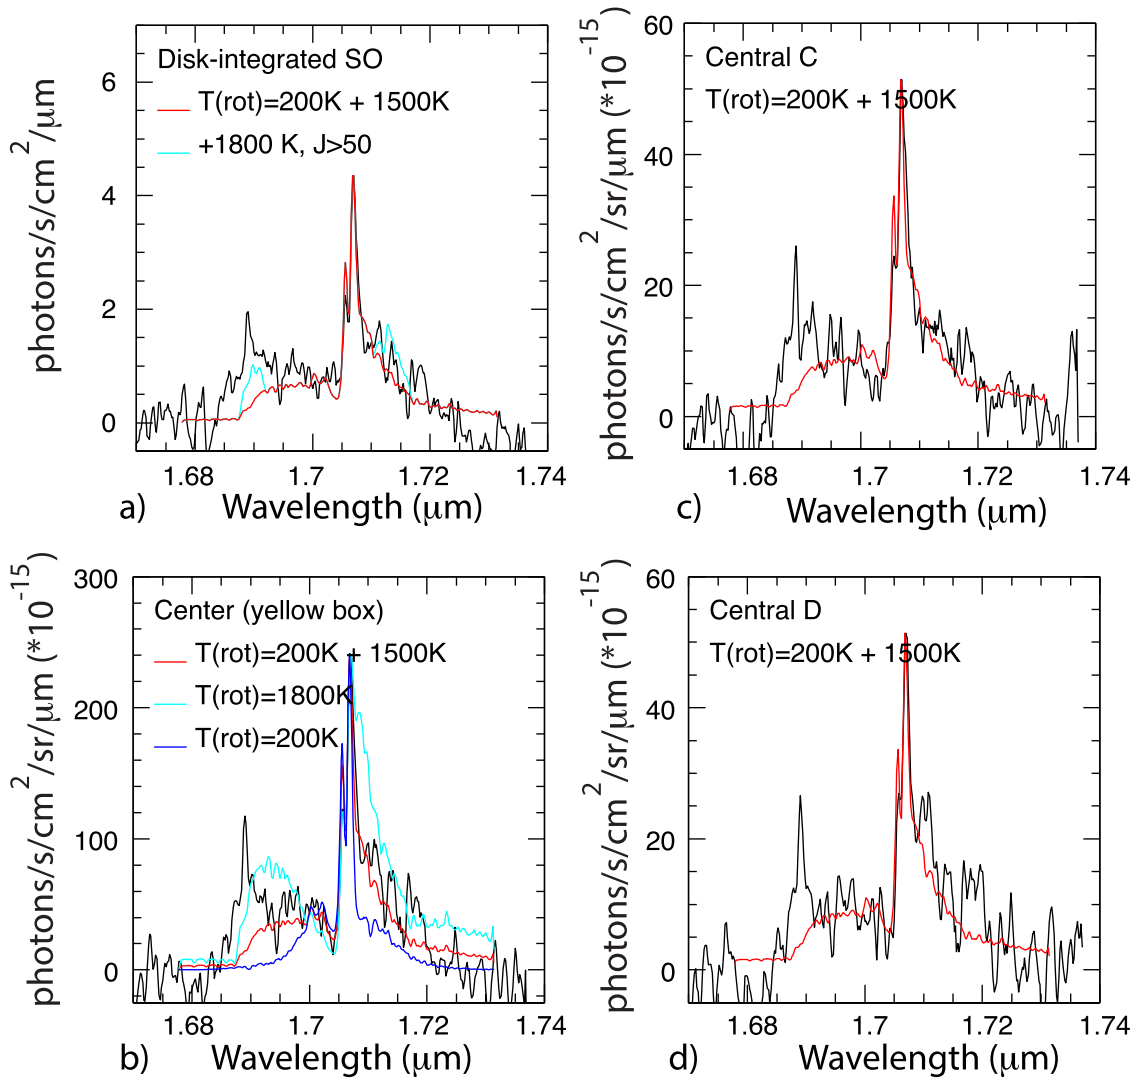 photons/s/cm2/μm
6
4
2
0
Disk-integrated SO
T(rot)=200K + 1500K
+1800 K, J>50
1.68
1.7
1.72
1.74
a)
Wavelength (μm)
photons/s/cm2/sr/μm (*10-15)
60
40
20
0
Central C
T(rot)=200K + 1500K
1.68
1.7
1.72
1.74
c)
Wavelength (μm)
photons/s/cm2/sr/μm (*10-15)
300
200
100
0
Center (yellow box)
T(rot)=200K + 1500K
T(rot)=1800K
T(rot)=200K
1.68
1.7
1.72
1.74
b)
Wavelength (μm)
photons/s/cm2/sr/μm (*10-15)
60
40
20
0
Central D
T(rot)=200K + 1500K
1.68
1.7
1.72
1.74
d)
Wavelength (μm)